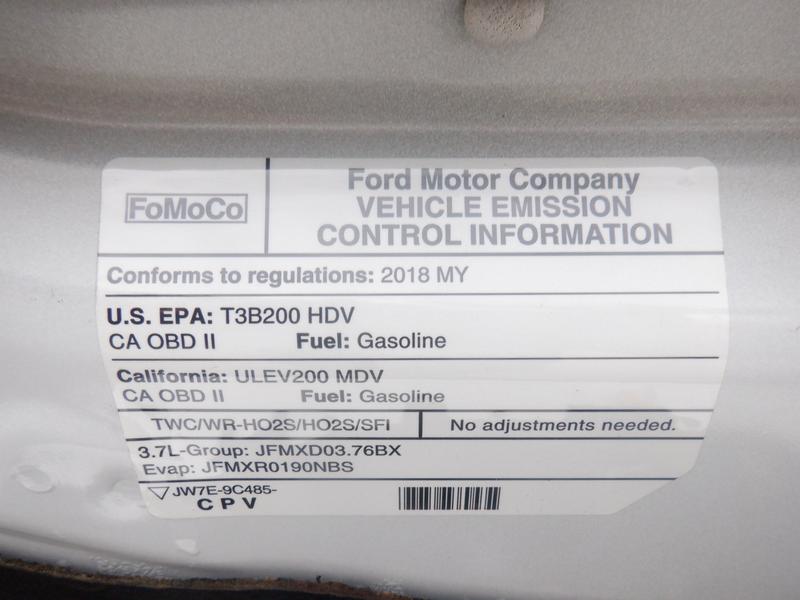 FoMoCo
Ford Motor Company
VEHICLE EMISSION
CONTROL INFORMATION
Conforms to regulations: 2018 MY
U.S. EPA: T3B200 HDV
CA OBD II Fuel: Gasoline
California: ULEV200 MDV
CA OBD II Fuel: Gasoline
TWC/WR-HO2S/HO2S/SFI No adjustments needed.
3.7L-Group: JFMXD03.76BX
Evap: JFMXR0190NBS
JW7E-9C485-
C P V